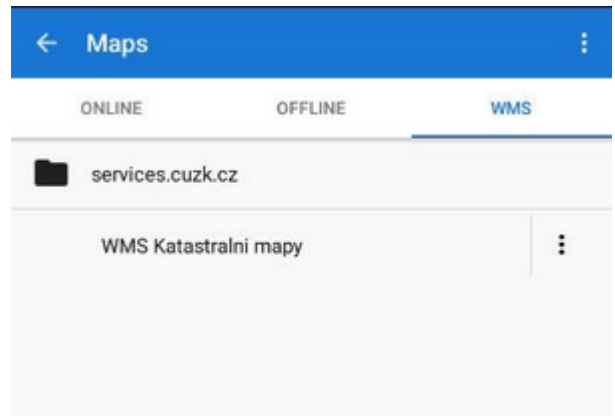 Maps
ONLINE OFFLINE WMS
services.cuzk.cz
WMS Katastralni mapy